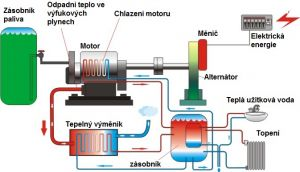 Zásobník
paliva
Odpadní teplo ve
výfukových
plynech
Chlazení motoru
Motor
Měnič
Elektrická
energie
Alternátor
Teplá užitková voda
Tepelný výměník
Topení
zásobník